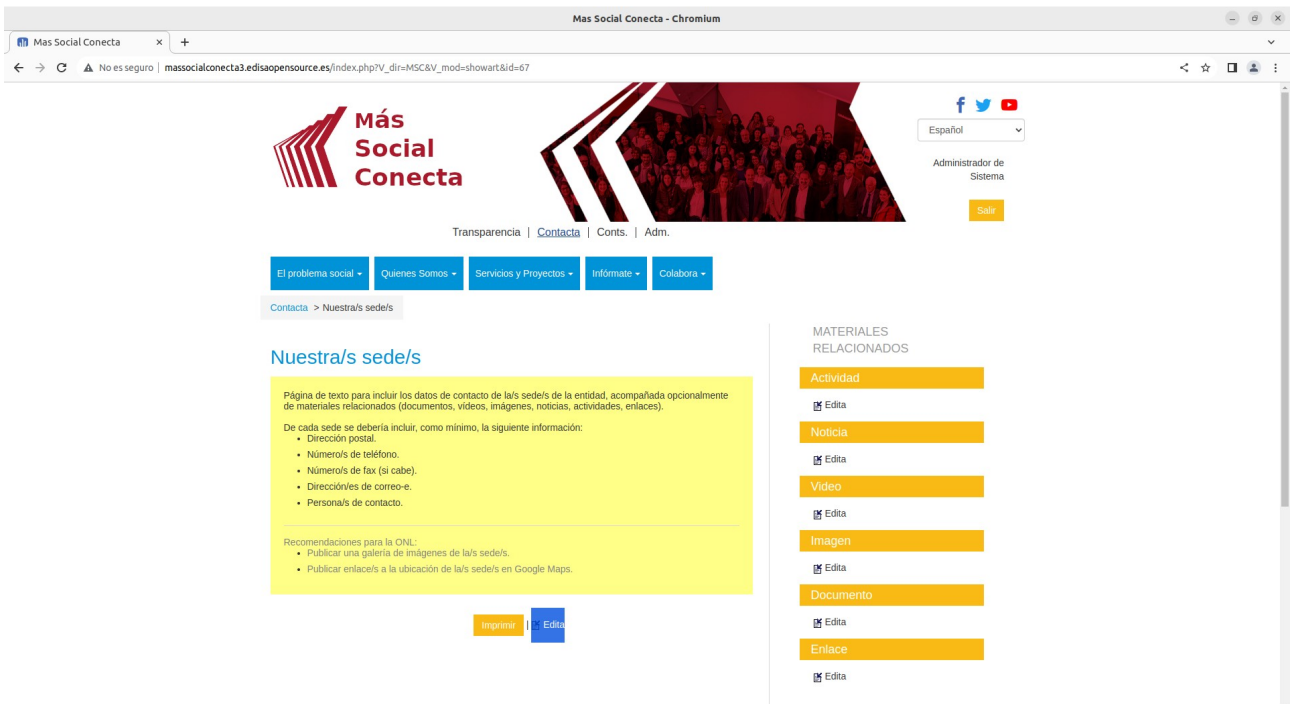 Mas Social Conecta - Chromium
Mas Social Conecta
No es seguro | massocialconecta3.edisaopensource.es/index.php?V_dir=MSC&V_mod=showart&id=67
Más
Social
Conecta
Español
Administrador de
Sistema
Salir
Transparencia | Contacta | Conts. | Adm.
El problema social
Quienes Somos
Servicios y Proyectos
Infórmate
Colabora
Contacta > Nuestra/s sede/s
Nuestra/s sede/s
Página de texto para incluir los datos de contacto de la/s sede/s de la entidad, acompañada opcionalmente
de materiales relacionados (documentos, vídeos, imágenes, noticias, actividades, enlaces).
De cada sede se debería incluir, como mínimo, la siguiente información:
• Dirección postal.
• Número/s de teléfono.
• Número/s de fax (si cabe).
• Dirección/es de correo-e.
• Persona/s de contacto.
Recomendaciones para la ONL:
• Publicar una galería de imágenes de la/s sede/s.
• Publicar enlace/s a la ubicación de la/s sede/s en Google Maps.
Imprimir | Edita
MATERIALES
RELACIONADOS
Actividad
Edita
Noticia
Edita
Video
Edita
Imagen
Edita
Documento
Edita
Enlace
Edita